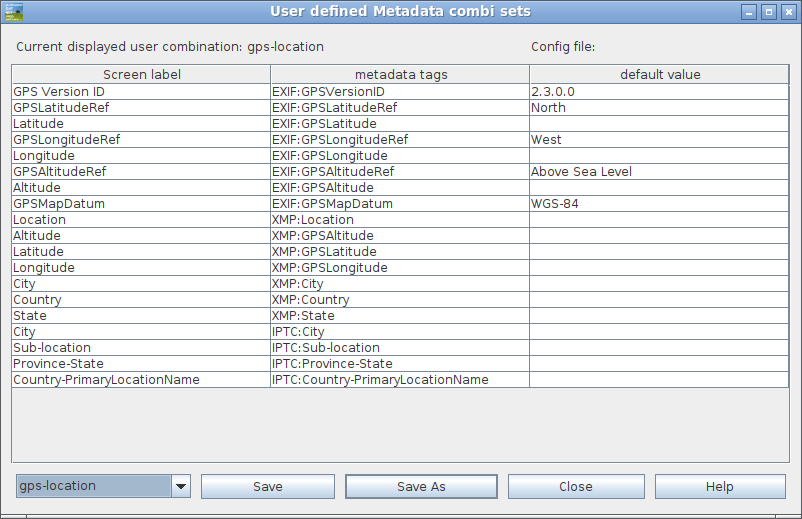 User defined Metadata combi sets
Current displayed user combination: gps-location Config file:
Screen label metadata tags default value
GPS Version ID EXIF:GPSVersionID 2.3.0.0
GPSLatitudeRef EXIF:GPSLatitudeRef North
Latitude EXIF:GPSLatitude
GPSLongitudeRef EXIF:GPSLongitudeRef West
Longitude EXIF:GPSLongitude
GPSAltitudeRef EXIF:GPSAltitudeRef Above Sea Level
Altitude EXIF:GPSAltitude
GPSMapDatum EXIF:GPSMapDatum WGS-84
Location XMP:Location
Altitude XMP:GPSAltitude
Latitude XMP:GPSLatitude
Longitude XMP:GPSLongitude
City XMP:City
Country XMP:Country
State XMP:State
City IPTC:City
Sub-location IPTC:Sub-location
Province-State IPTC:Province-State
Country-PrimaryLocationName IPTC:Country-PrimaryLocationName
gps-location Save Save As Close Help